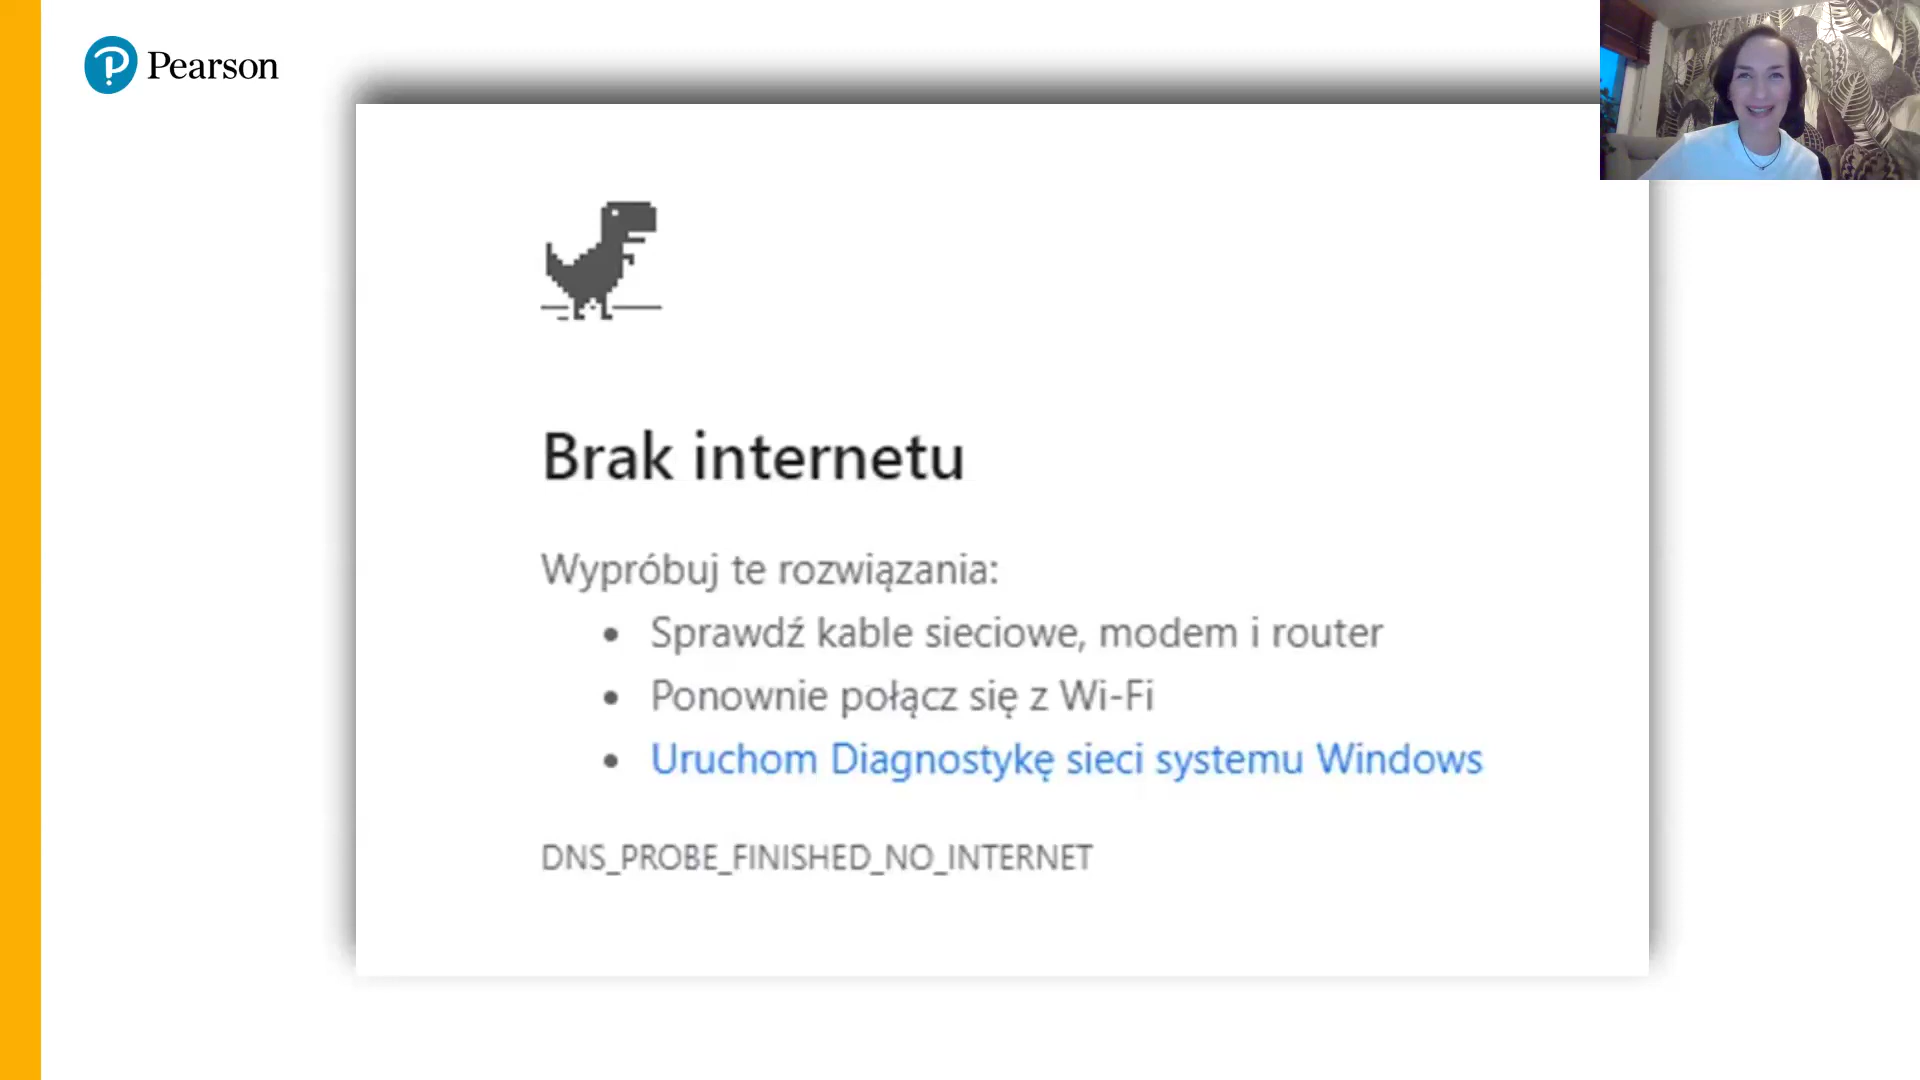 Pearson
Brak internetu
Wypróbuj te rozwiązania:
Sprawdź kable sieciowe, modem i router
Ponownie połącz się z Wi-Fi
Uruchom Diagnostykę sieci systemu Windows
DNS_PROBE_FINISHED_NO_INTERNET